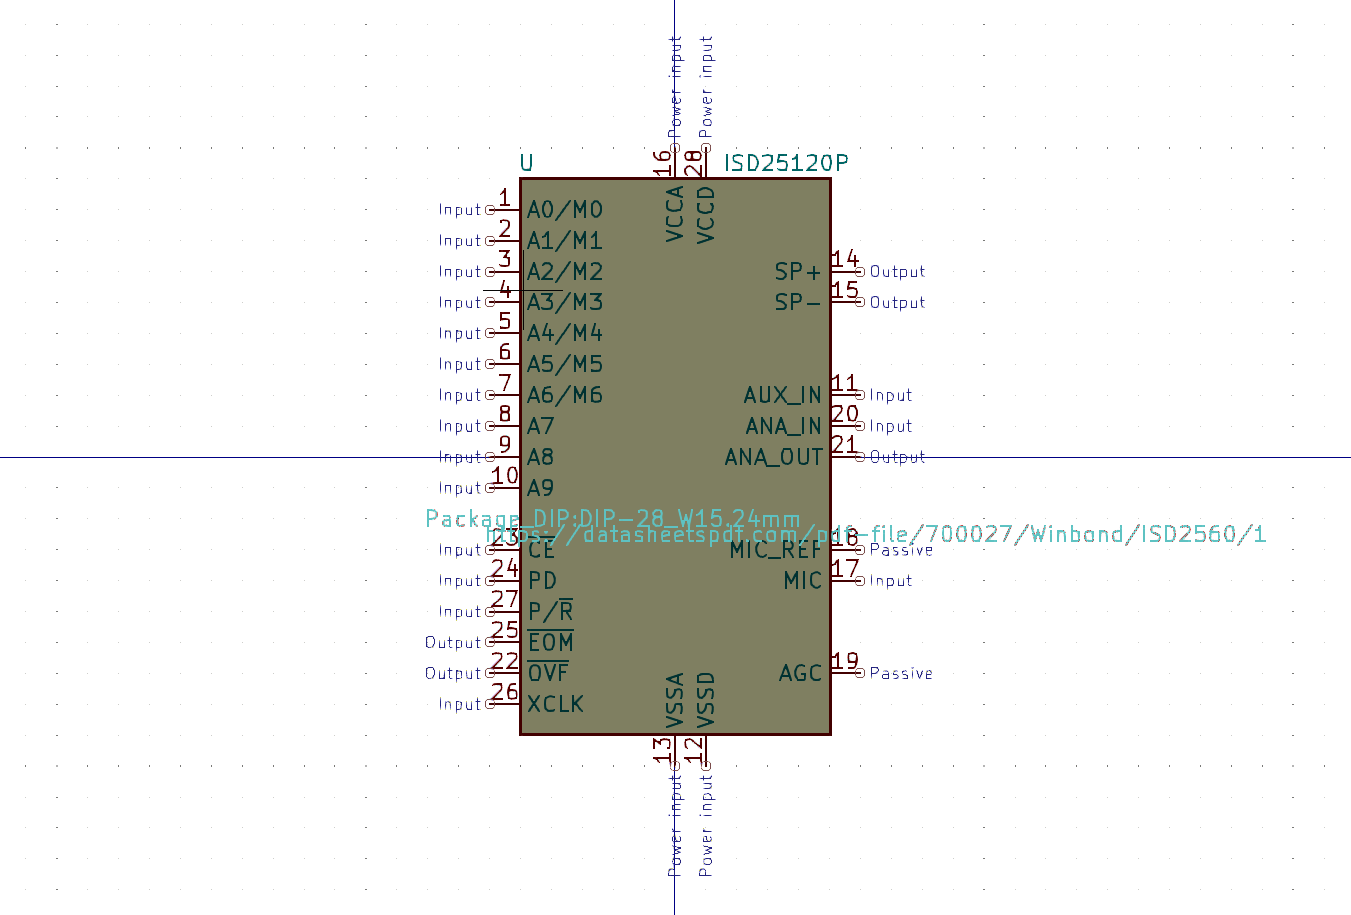 Power input
Power input
16
28
U
ISD25120P
VCCA
VCCD
Input 1 A0/M0
Input 2 A1/M1
Input 3 A2/M2
SP+ 14 Output
Input 4 A3/M3
SP- 15 Output
Input 5 A4/M4
Input 6 A5/M5
Input 7 A6/M6
AUX_IN 11 Input
Input 8 A7
ANA_IN 20 Input
Input 9 A8
ANA_OUT 21 Output
Input 10 A9
Package_DIP:DIP-28_W15.24mm
https://datasheetspdf.com/pdf-file/700027/Winbond/ISD2560/1
Input 23 CE
MIC_REF 18 Passive
Input 24 PD
MIC 17 Input
Input 27 P/R
Output 25 EOM
Output 22 OVF
AGC 19 Passive
Input 26 XCLK
VSSA
VSSD
13
12
Power input
Power input